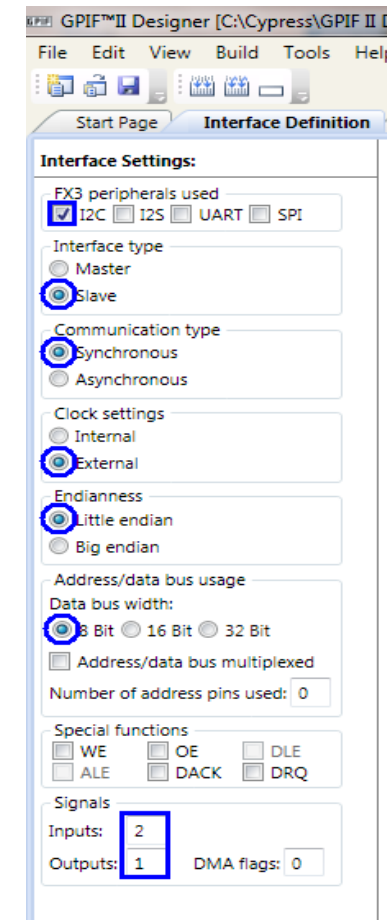 GPIF™II Designer [C:\Cypress\GPIF II
File Edit View Build Tools Help
Start Page Interface Definition
Interface Settings:
FX3 peripherals used
I2C I2S UART SPI
Interface type
Master
Slave
Communication type
Synchronous
Asynchronous
Clock settings
Internal
External
Endianness
Little endian
Big endian
Address/data bus usage
Data bus width:
8 Bit 16 Bit 32 Bit
Address/data bus multiplexed
Number of address pins used: 0
Special functions
WE OE DLE
ALE DACK DRQ
Signals
Inputs: 2
Outputs: 1 DMA flags: 0